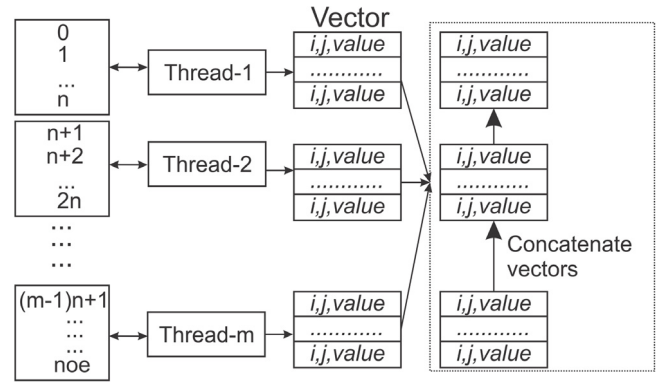 Vector
0
1
...
n
Thread-1
i,j,value
............
i,j,value
i,j,value
............
i,j,value
n+1
n+2
...
2n
Thread-2
i,j,value
............
i,j,value
i,j,value
............
i,j,value
...
...
...
Concatenate
vectors
(m-1)n+1
...
...
noe
Thread-m
i,j,value
............
i,j,value
i,j,value
............
i,j,value